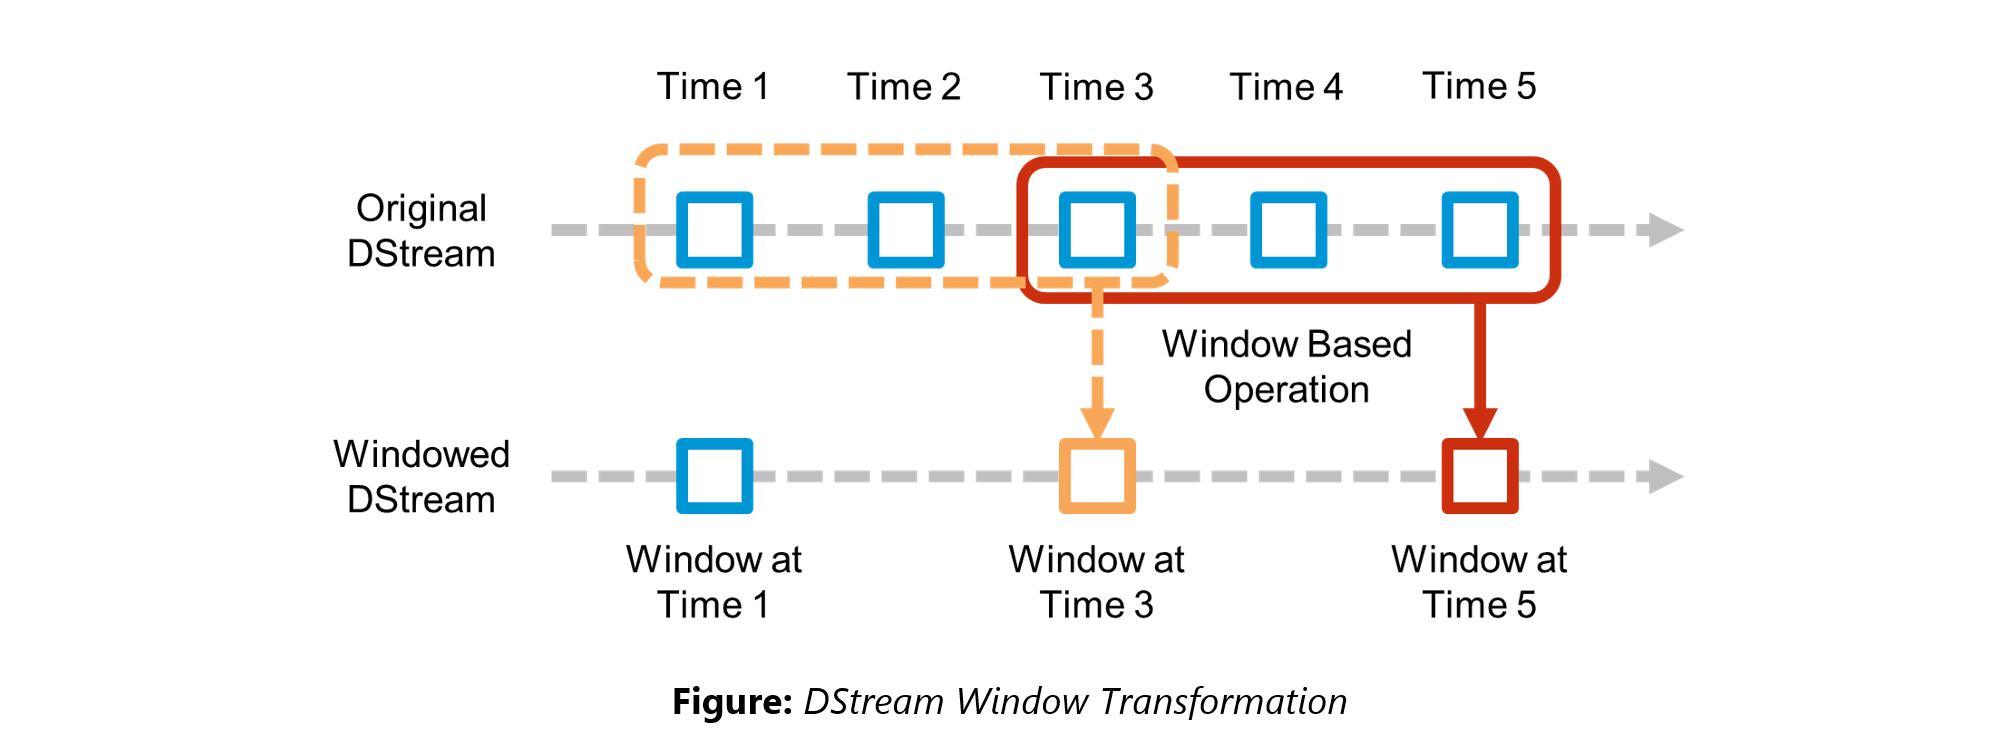 Time 1
Time 2
Time 3
Time 4
Time 5
Original
DStream
Window Based
Operation
Windowed
DStream
Window at
Time 1
Window at
Time 3
Window at
Time 5
Figure: DStream Window Transformation